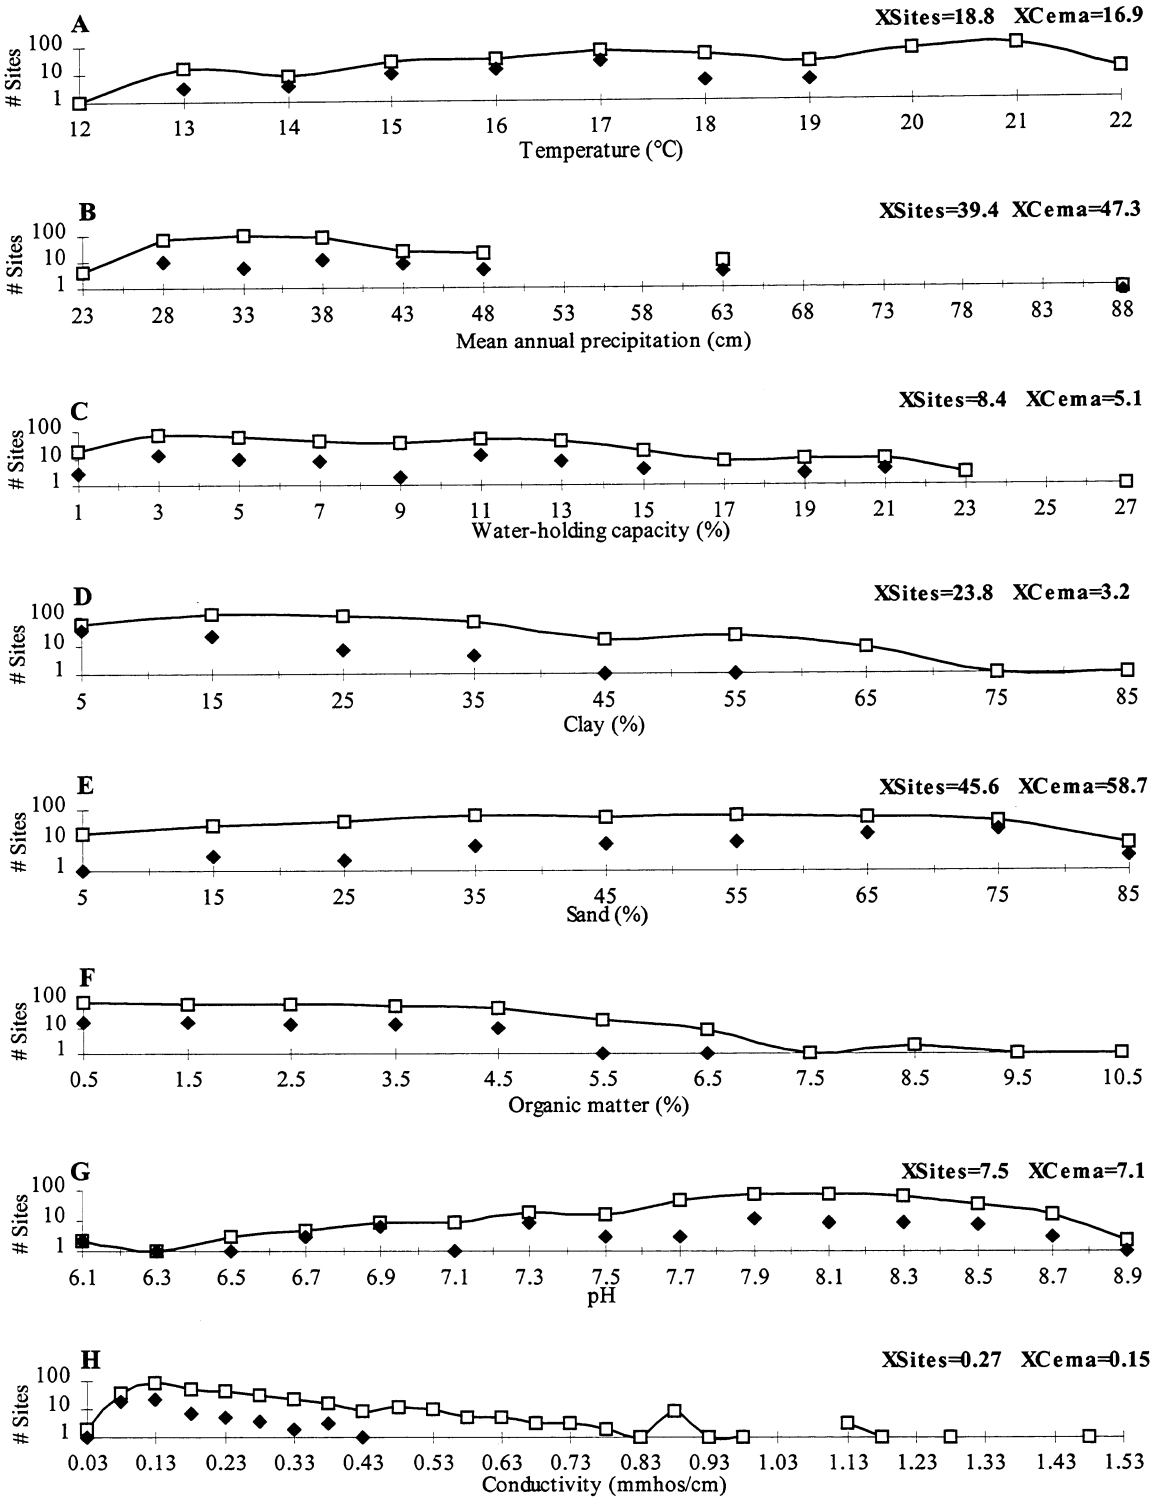 A
XSites=18.8 XCema=16.9
# Sites
100
10
1
12 13 14 15 16 17 18 19 20 21 22
Temperature (°C)
B
XSites=39.4 XCema=47.3
# Sites
100
10
1
23 28 33 38 43 48 53 58 63 68 73 78 83 88
Mean annual precipitation (cm)
C
XSites=8.4 XCema=5.1
# Sites
100
10
1
1 3 5 7 9 11 13 15 17 19 21 23 25 27
Water-holding capacity (%)
D
XSites=23.8 XCema=3.2
# Sites
100
10
1
5 15 25 35 45 55 65 75 85
Clay (%)
E
XSites=45.6 XCema=58.7
# Sites
100
10
1
5 15 25 35 45 55 65 75 85
Sand (%)
F
# Sites
100
10
1
0.5 1.5 2.5 3.5 4.5 5.5 6.5 7.5 8.5 9.5 10.5
Organic matter (%)
G
XSites=7.5 XCema=7.1
# Sites
100
10
1
6.1 6.3 6.5 6.7 6.9 7.1 7.3 7.5 7.7 7.9 8.1 8.3 8.5 8.7 8.9
pH
H
XSites=0.27 XCema=0.15
# Sites
100
10
1
0.03 0.13 0.23 0.33 0.43 0.53 0.63 0.73 0.83 0.93 1.03 1.13 1.23 1.33 1.43 1.53
Conductivity (mmhos/cm)